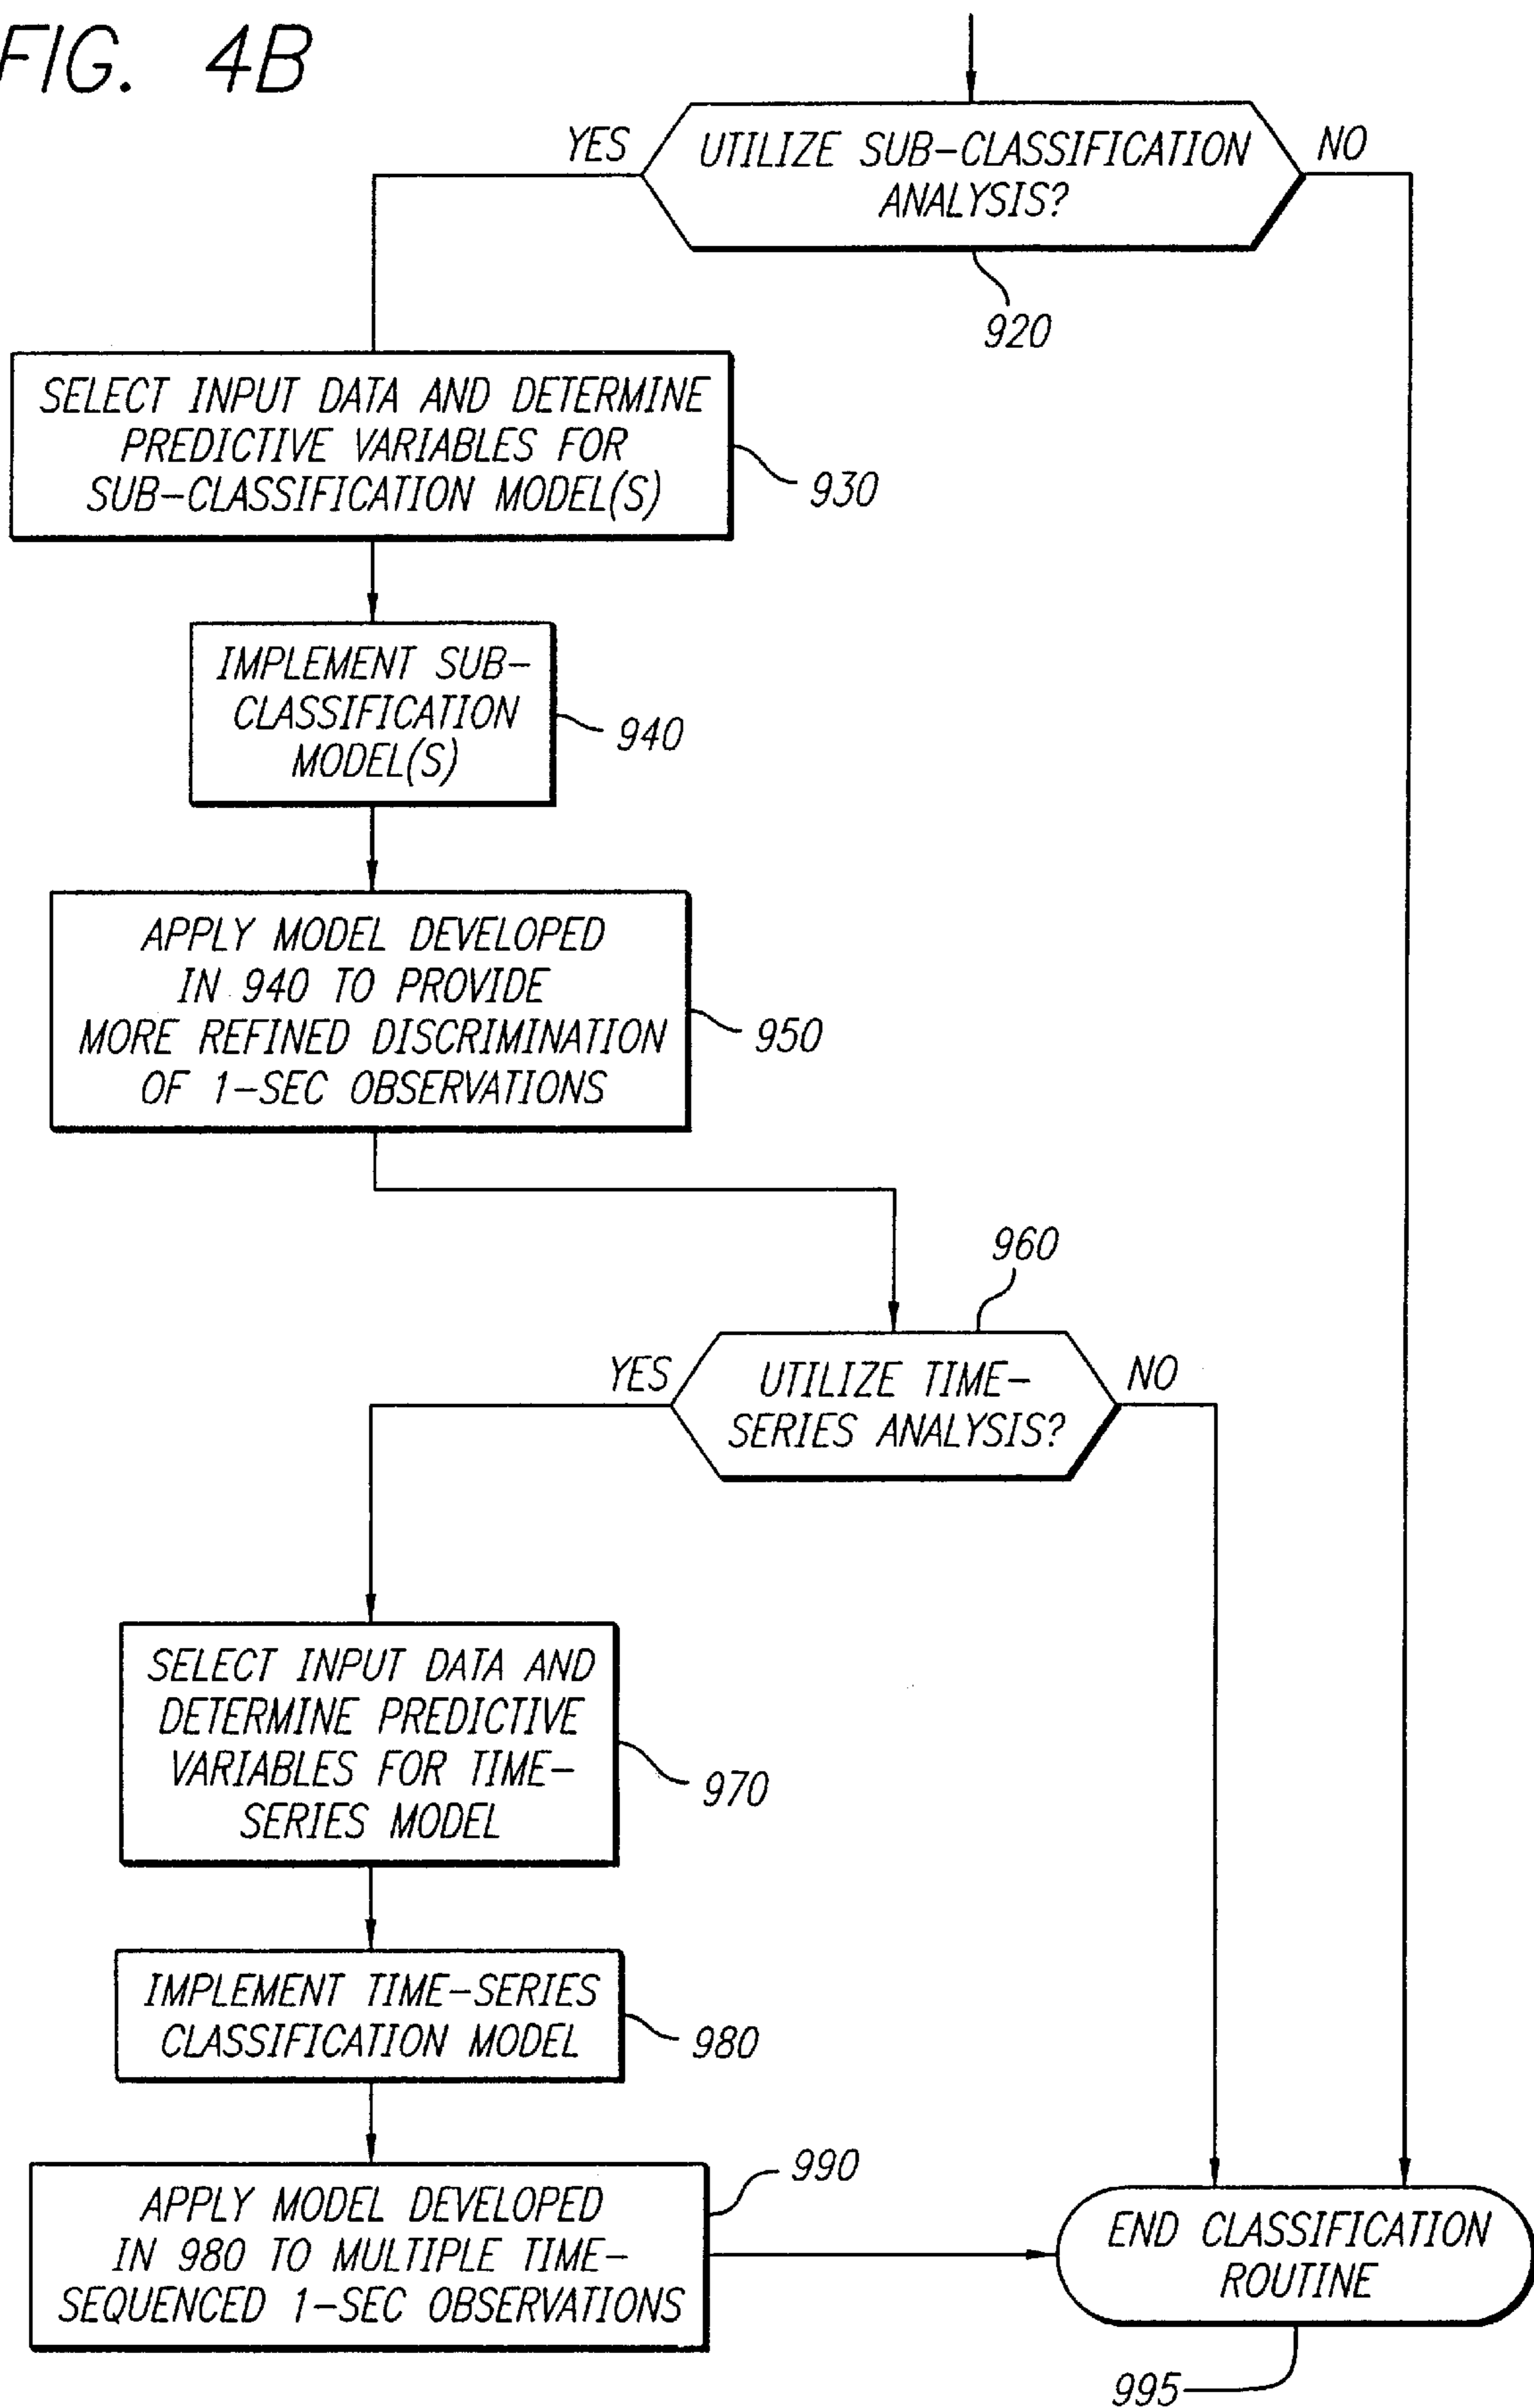 FIG. 4B
YES
UTILIZE SUB-CLASSIFICATION
ANALYSIS?
NO
920
SELECT INPUT DATA AND DETERMINE
PREDICTIVE VARIABLES FOR
SUB-CLASSIFICATION MODEL(S)
930
IMPLEMENT SUB-
CLASSIFICATION
MODEL(S)
940
APPLY MODEL DEVELOPED
IN 940 TO PROVIDE
MORE REFINED DISCRIMINATION
OF 1-SEC OBSERVATIONS
950
960
YES
UTILIZE TIME-
SERIES ANALYSIS?
NO
SELECT INPUT DATA AND
DETERMINE PREDICTIVE
VARIABLES FOR TIME-
SERIES MODEL
970
IMPLEMENT TIME-SERIES
CLASSIFICATION MODEL
980
APPLY MODEL DEVELOPED
IN 980 TO MULTIPLE TIME-
SEQUENCED 1-SEC OBSERVATIONS
990
END CLASSIFICATION
ROUTINE
995